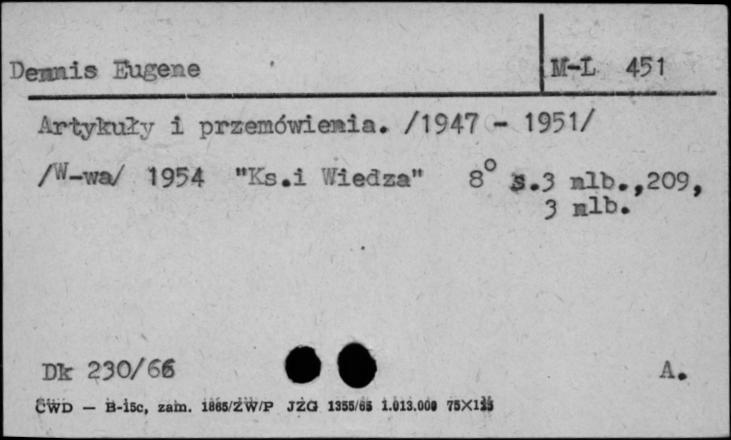 Dennis Eugene
M-L 451
Artykuły i przemówienia. /1947 - 1951/
/W-wa/ 1954 "Ks.i Wiedza" 8° s.3 nlb.,209,
3 nlb.
Dk 230/66 A.
CWD — B-15c, zam. 1865/ZW/P JZG 1355/65 1.013.000 75X125